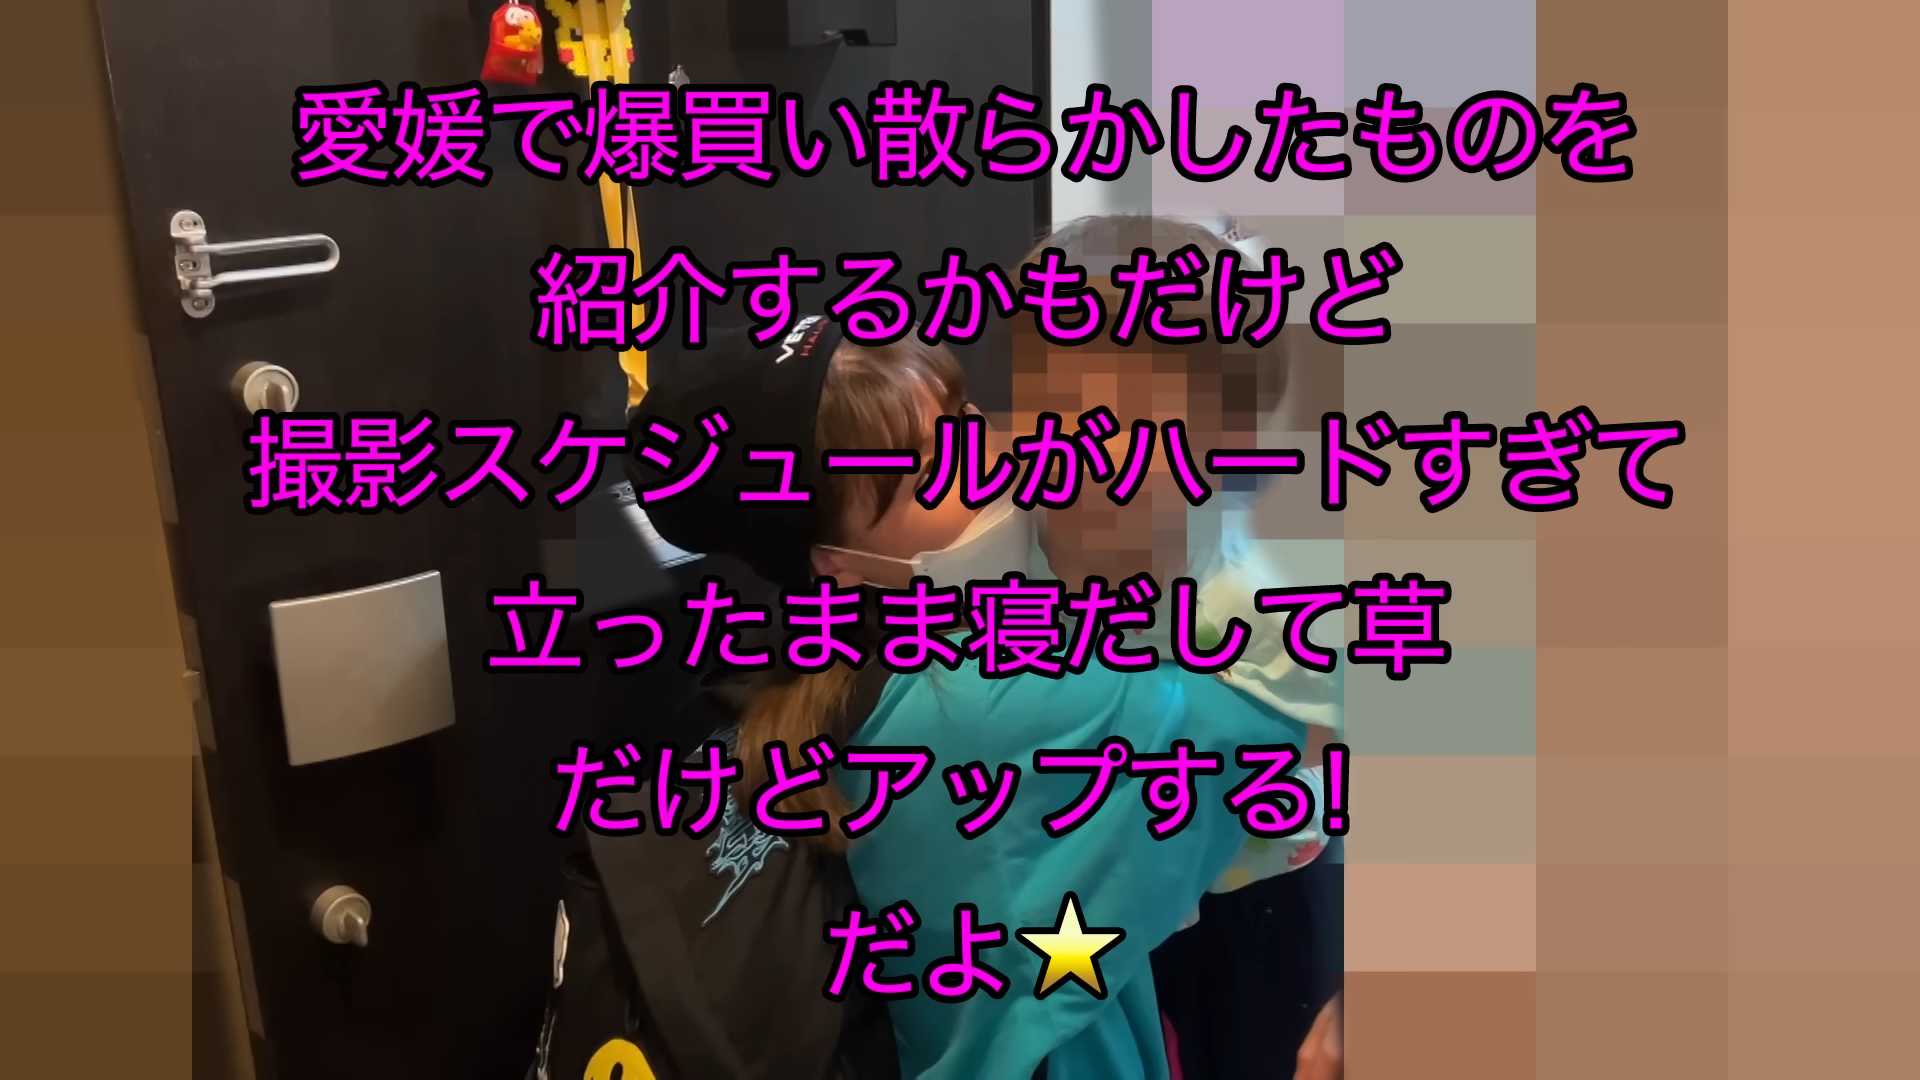 愛媛で爆買い散らかしたものを
紹介するかもだけど
撮影スケジュールがハードすぎて
立ったまま寝だして草
だけどアップする!
だよ⭐